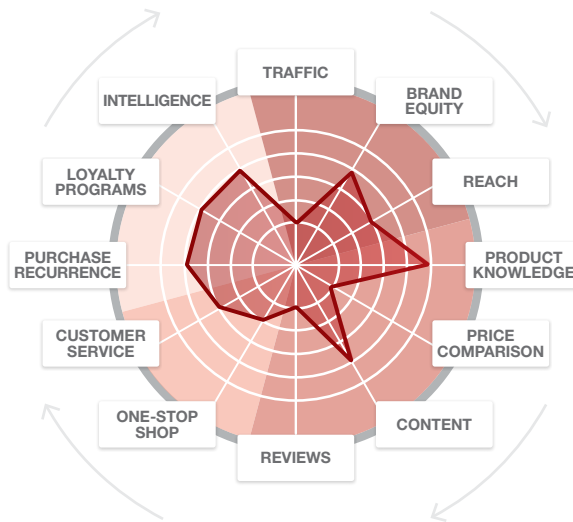 TRAFFIC
BRAND
EQUITY
REACH
PRODUCT
KNOWLEDGE
PRICE
COMPARISON
CONTENT
REVIEWS
ONE-STOP
SHOP
CUSTOMER
SERVICE
PURCHASE
RECURRENCE
LOYALTY
PROGRAMS
INTELLIGENCE